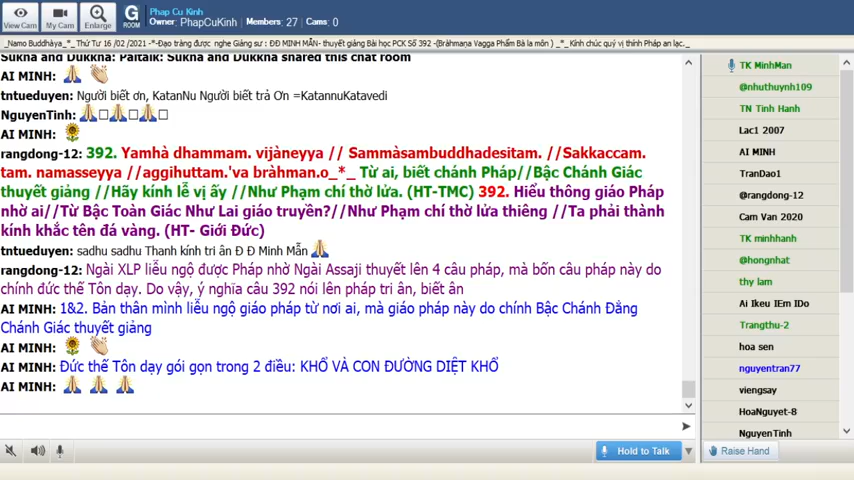 View Cam
My Cam
Enlarge
G
ROOM
Phap Cu Kinh
Owner: PhapCuKinh , Members: 27 / Cams: 0
_Namo Buddhàya_*_ Thứ Tư 16 /02 /2021 -*-Đạo tràng được nghe Giảng sư : ĐĐ MINH MẪN- thuyết giảng Bài học PCK Số 392 -(Bràhmaṇa Vagga Phẩm Bà la môn ) _*_ Kính chúc quý vị thính Pháp an lạc._
Sukha and Dukkha: Paltalk: Sukha and Dukkha shared this chat room
AI MINH:
tntueduyen: Người biết ơn, KatanNu Người biết trả Ơn =KatannuKatavedi
NguyenTinh:
AI MINH:
rangdong-12: 392. Yamhà dhammam. vijàneyya // Sammàsambuddhadesitam. //Sakkaccam.
tam. namasseyya //aggihuttam.'va bràhman.o_*_ Từ ai, biết chánh Pháp//Bậc Chánh Giác
thuyết giảng //Hãy kính lễ vị ấy //Như Phạm chí thờ lửa. (HT-TMC) 392. Hiểu thông giáo Pháp
nhờ ai//Từ Bậc Toàn Giác Như Lai giáo truyền?//Như Phạm chí thờ lửa thiêng //Ta phải thành
kính khắc tên đá vàng. (HT- Giới Đức)
tntueduyen: sadhu sadhu Thanh kính tri ân Đ Đ Minh Mẫn
rangdong-12: Ngài XLP liễu ngộ được Pháp nhờ Ngài Assaji thuyết lên 4 câu pháp, mà bốn câu pháp này do
chính đức thế Tôn dạy. Do vậy, ý nghĩa câu 392 nói lên pháp tri ân, biết ân
AI MINH: 1&2. Bản thân mình liễu ngộ giáo pháp từ nơi ai, mà giáo pháp này do chính Bậc Chánh Đẳng
Chánh Giác thuyết giảng
AI MINH:
AI MINH: Đức thế Tôn dạy gói gọn trong 2 điều: KHỔ VÀ CON ĐƯỜNG DIỆT KHỔ
AI MINH:
Hold to Talk
TK MinhMan
@nhuthuynh109
TN Tinh Hanh
Lac1 2007
AI MINH
TranDao1
@rangdong-12
Cam Van 2020
TK minhhanh
@hongnhat
thy lam
Ai Ikeu IEm IDo
Trangthu-2
hoa sen
nguyentran77
viengsay
HoaNguyet-8
NguyenTinh
Raise Hand